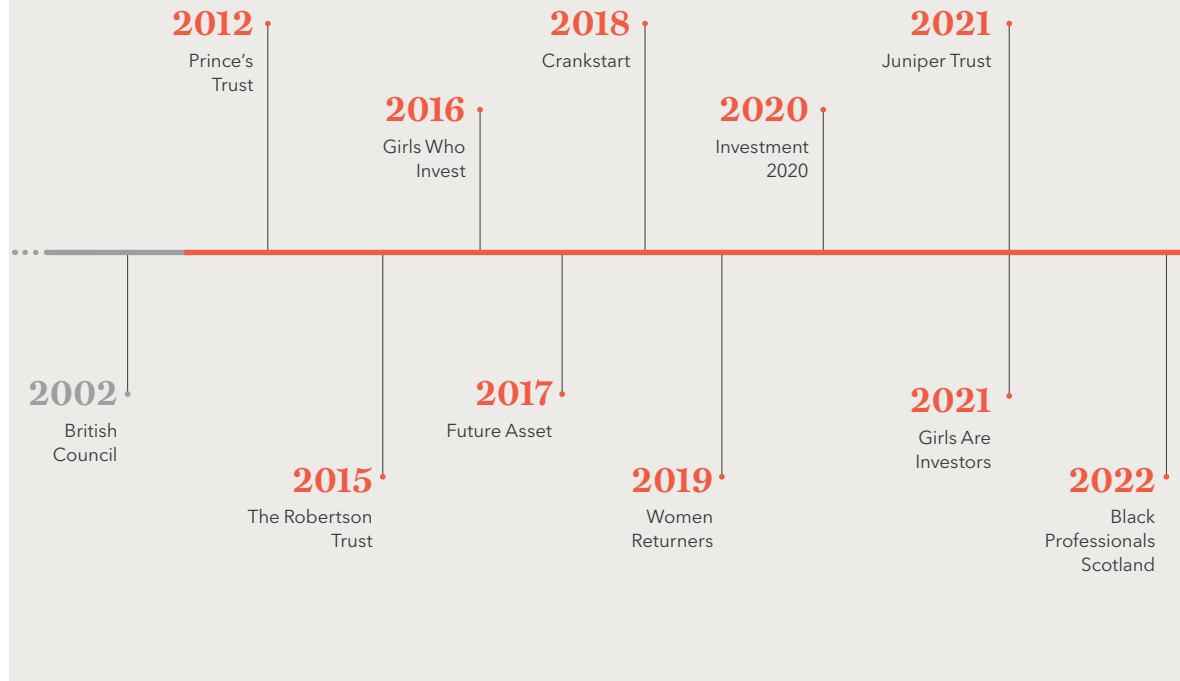 2012
Prince’s
Trust
2018
Crankstart
2021
Juniper Trust
2016
Girls Who
Invest
2020
Investment
2020
2002
British
Council
2017
Future Asset
2021
Girls Are
Investors
2015
The Robertson
Trust
2019
Women
Returners
2022
Black
Professionals
Scotland